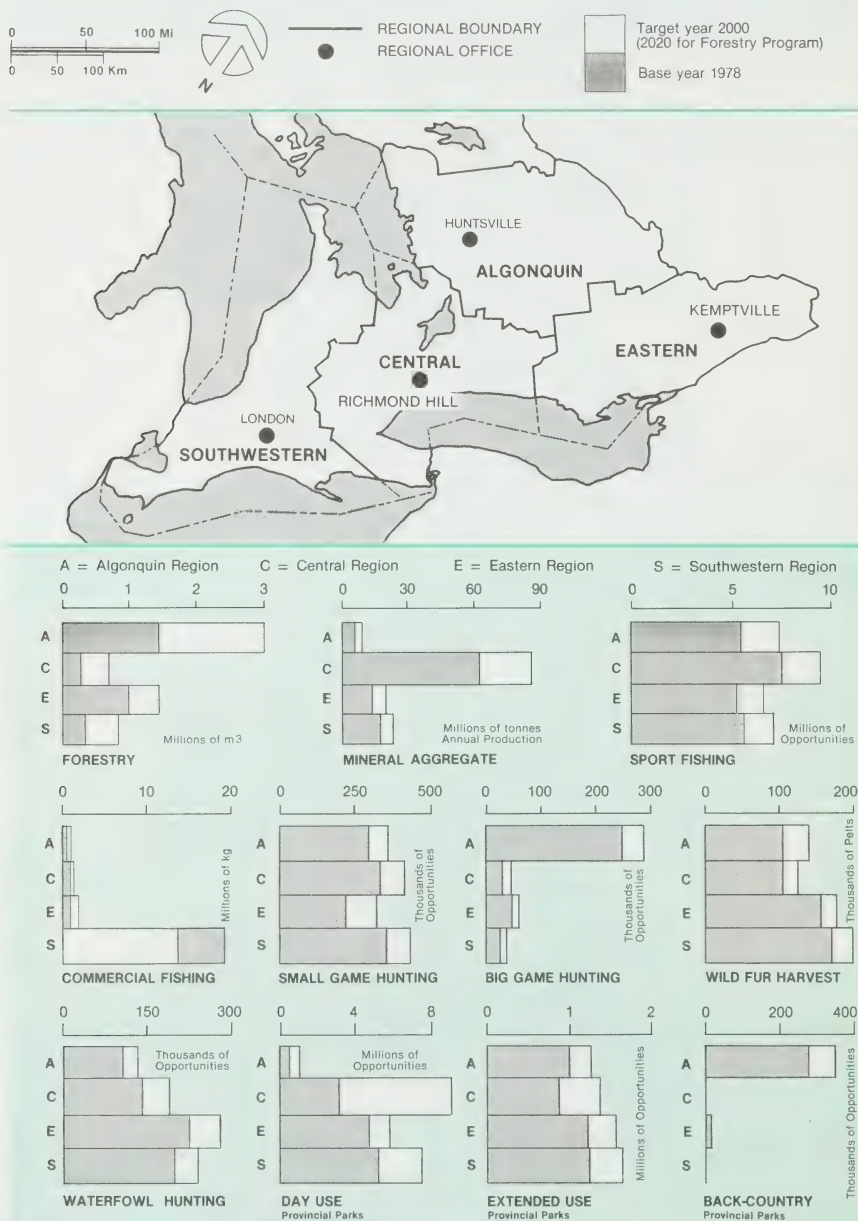 0 50 100 Mi
0 50 100 Km
N
REGIONAL BOUNDARY
REGIONAL OFFICE
Target year 2000
(2020 for Forestry Program)
Base year 1978
HUNTSVILLE
ALGONQUIN
KEMPTVILLE
EASTERN
CENTRAL
RICHMOND HILL
LONDON
SOUTHWESTERN
A = Algonquin Region C = Central Region E = Eastern Region S = Southwestern Region
0 1 2 3
A
C
E
S
Millions of m3
FORESTRY
0 30 60 90
Millions of tonnes
Annual Production
MINERAL AGGREGATE
0 5 10
A
C
E
S
Millions of
Opportunities
SPORT FISHING
0 10 20
A
C
E
S
Millions of kg
COMMERCIAL FISHING
0 250 500
A
C
E
S
Thousands of
Opportunities
SMALL GAME HUNTING
0 100 200 300
A
C
E
S
Thousands of
Opportunities
BIG GAME HUNTING
0 100 200
A
C
E
S
Thousands of Pelts
WILD FUR HARVEST
0 150 300
A
C
E
S
Thousands of
Opportunities
WATERFOWL HUNTING
0 4 8
A
C
E
S
Millions of
Opportunities
DAY USE
Provincial Parks
0 1 2
A
C
E
S
Millions of Opportunities
EXTENDED USE
Provincial Parks
0 200 400
A
C
E
S
Thousands of Opportunities
BACK-COUNTRY
Provincial Parks